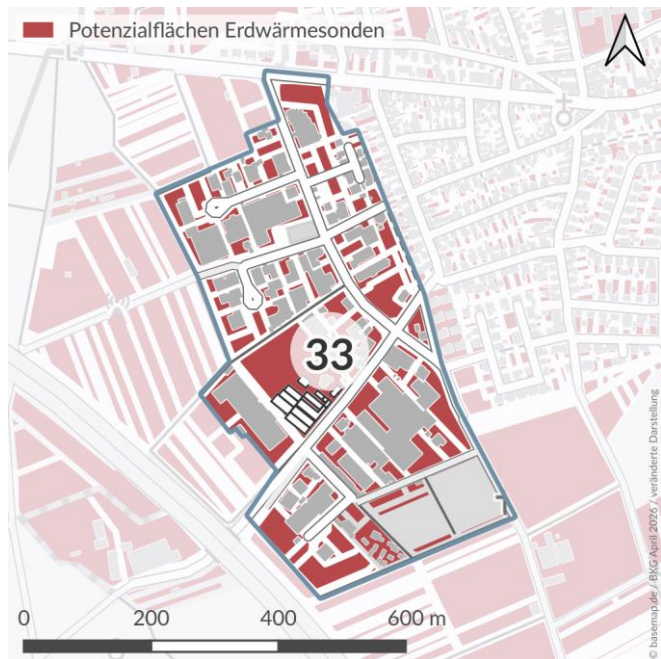 Potenzialflächen Erdwärmesonden
33
0 200 400 600 m
© basemap.de / BKG April 2026 / veränderte Darstellung